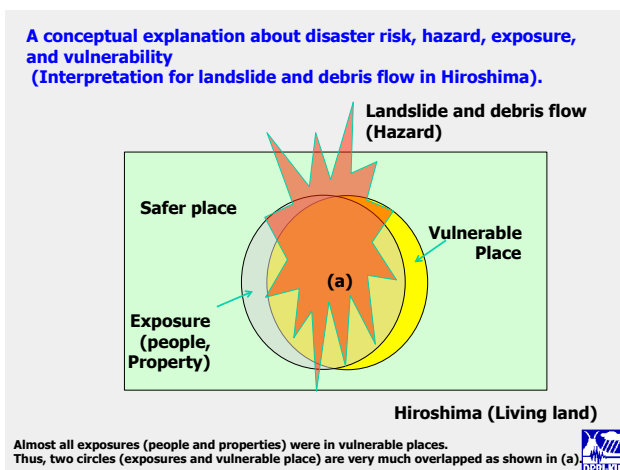 A conceptual explanation about disaster risk, hazard, exposure,
and vulnerability
(Interpretation for landslide and debris flow in Hiroshima).
Landslide and debris flow
(Hazard)
Safer place
Vulnerable
Place
(a)
Exposure
(people,
Property)
Hiroshima (Living land)
Almost all exposures (people and properties) were in vulnerable places.
Thus, two circles (exposures and vulnerable place) are very much overlapped as shown in (a).